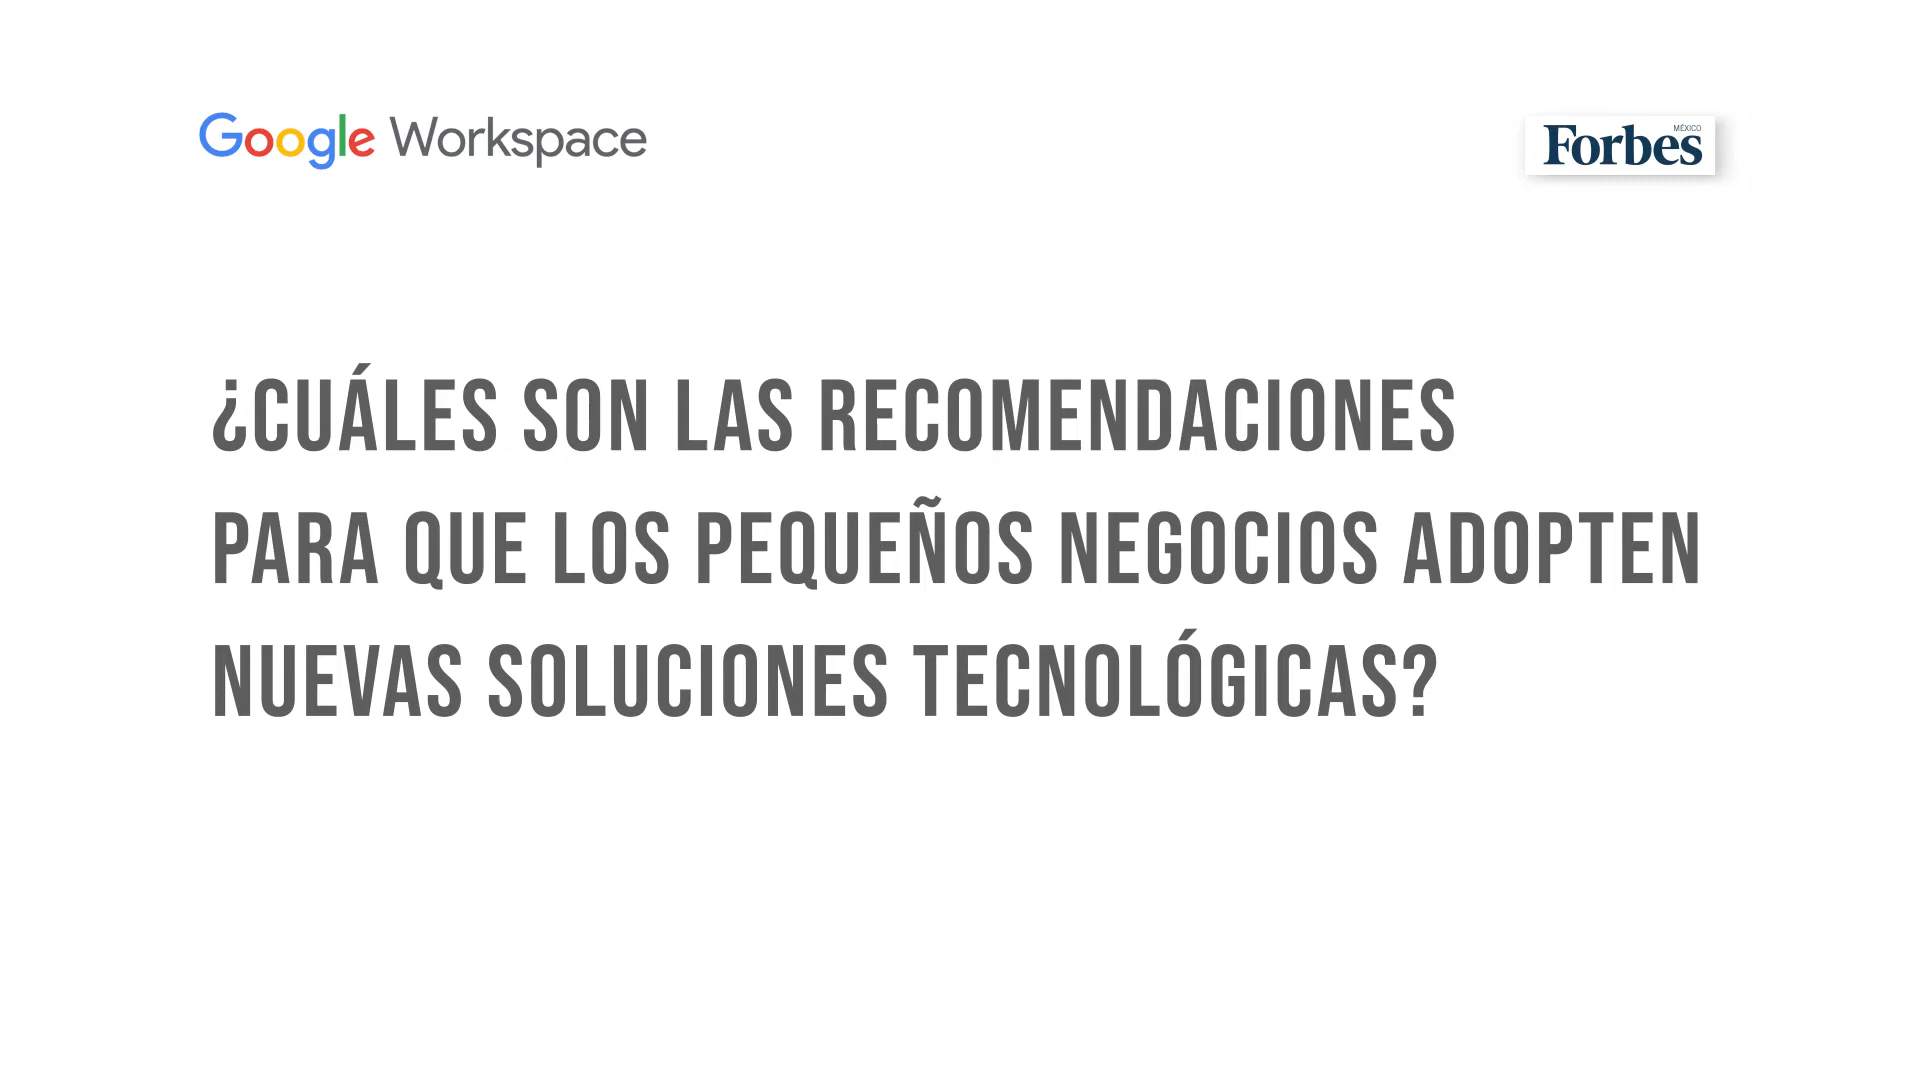 Google Workspace
Forbes
MÉXICO
¿CUÁLES SON LAS RECOMENDACIONES
PARA QUE LOS PEQUEÑOS NEGOCIOS ADOPTEN
NUEVAS SOLUCIONES TECNOLÓGICAS?